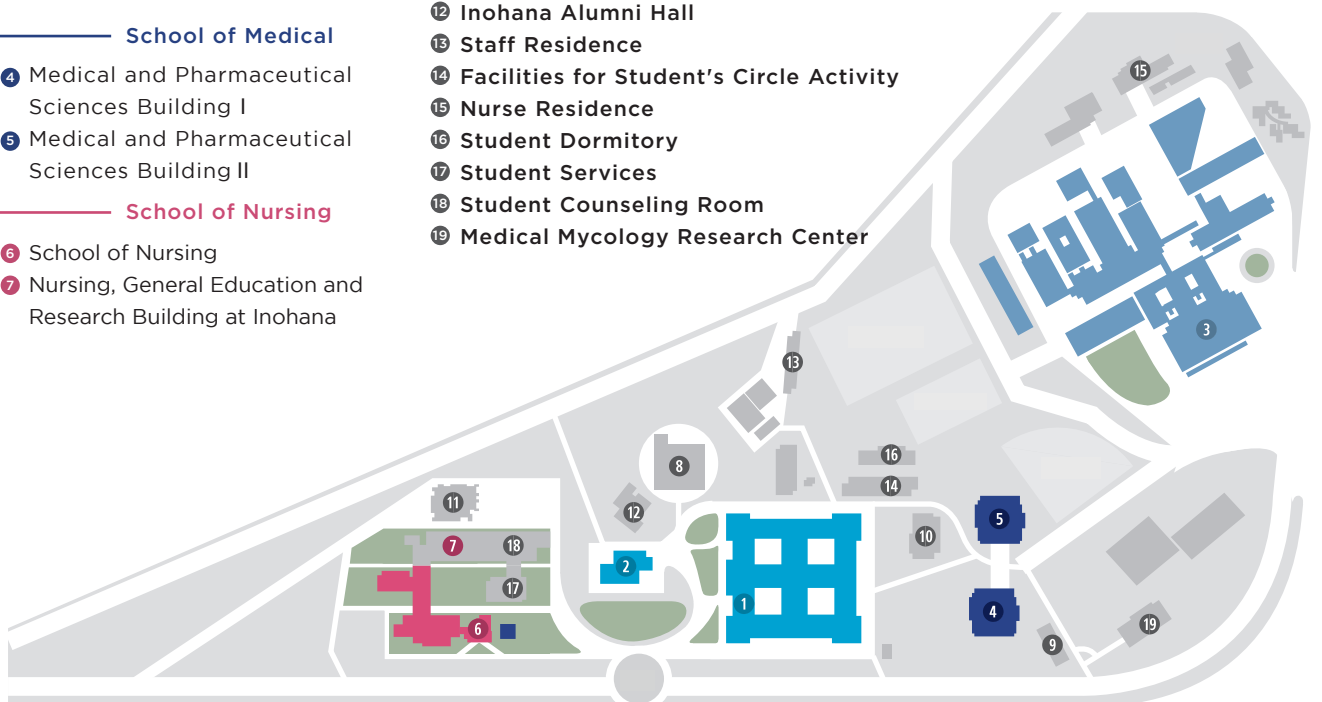 School of Medical
4 Medical and Pharmaceutical
Sciences Building Ⅰ
5 Medical and Pharmaceutical
Sciences Building Ⅱ
School of Nursing
6 School of Nursing
7 Nursing, General Education and
Research Building at Inohana
12 Inohana Alumni Hall
13 Staff Residence
14 Facilities for Student's Circle Activity
15 Nurse Residence
16 Student Dormitory
17 Student Services
18 Student Counseling Room
19 Medical Mycology Research Center
15
3
13
16
8
14
11
12
5
10
7
18
2
17
1
4
19
6
9